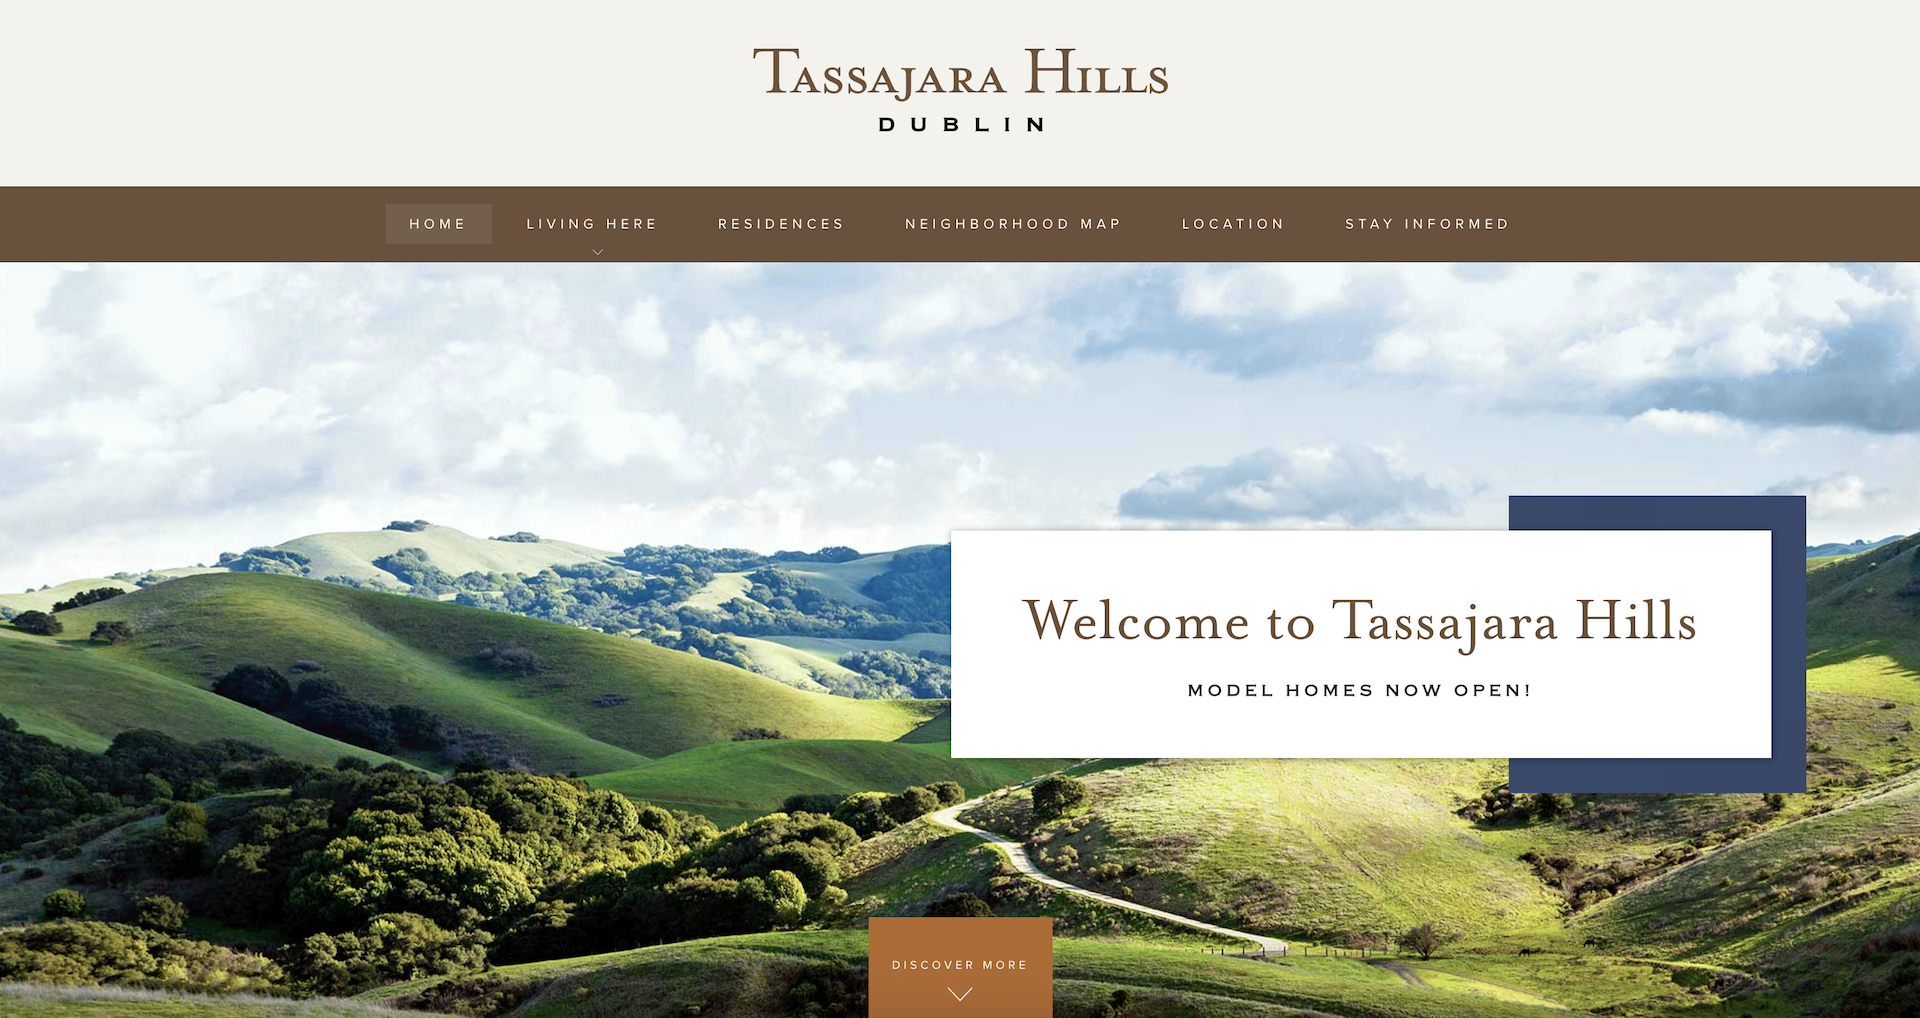 TASSAJARA HILLS
DUBLIN
HOME LIVING HERE RESIDENCES NEIGHBORHOOD MAP LOCATION STAY INFORMED
Welcome to Tassajara Hills
MODEL HOMES NOW OPEN!
DISCOVER MORE